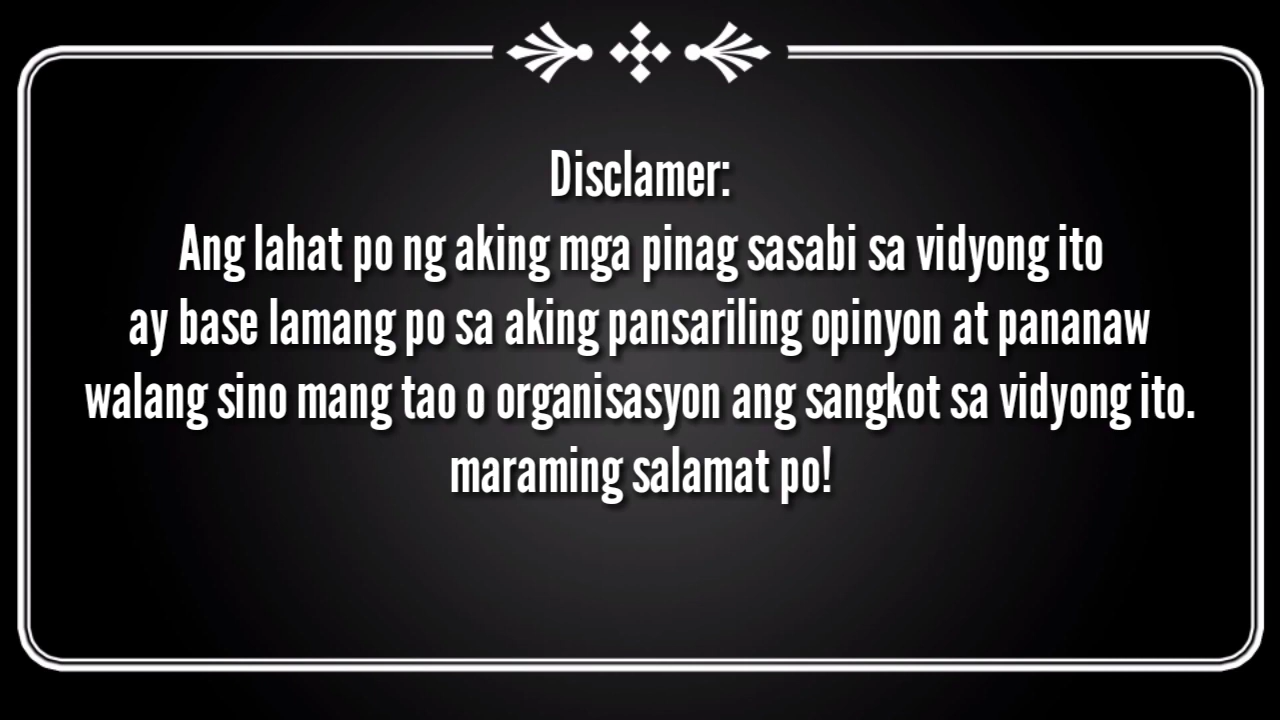 Disclamer:
Ang lahat po ng aking mga pinag sasabi sa vidyong ito
ay base lamang po sa aking pansariling opinyon at pananaw
walang sino mang tao o organisasyon ang sangkot sa vidyong ito.
maraming salamat po!